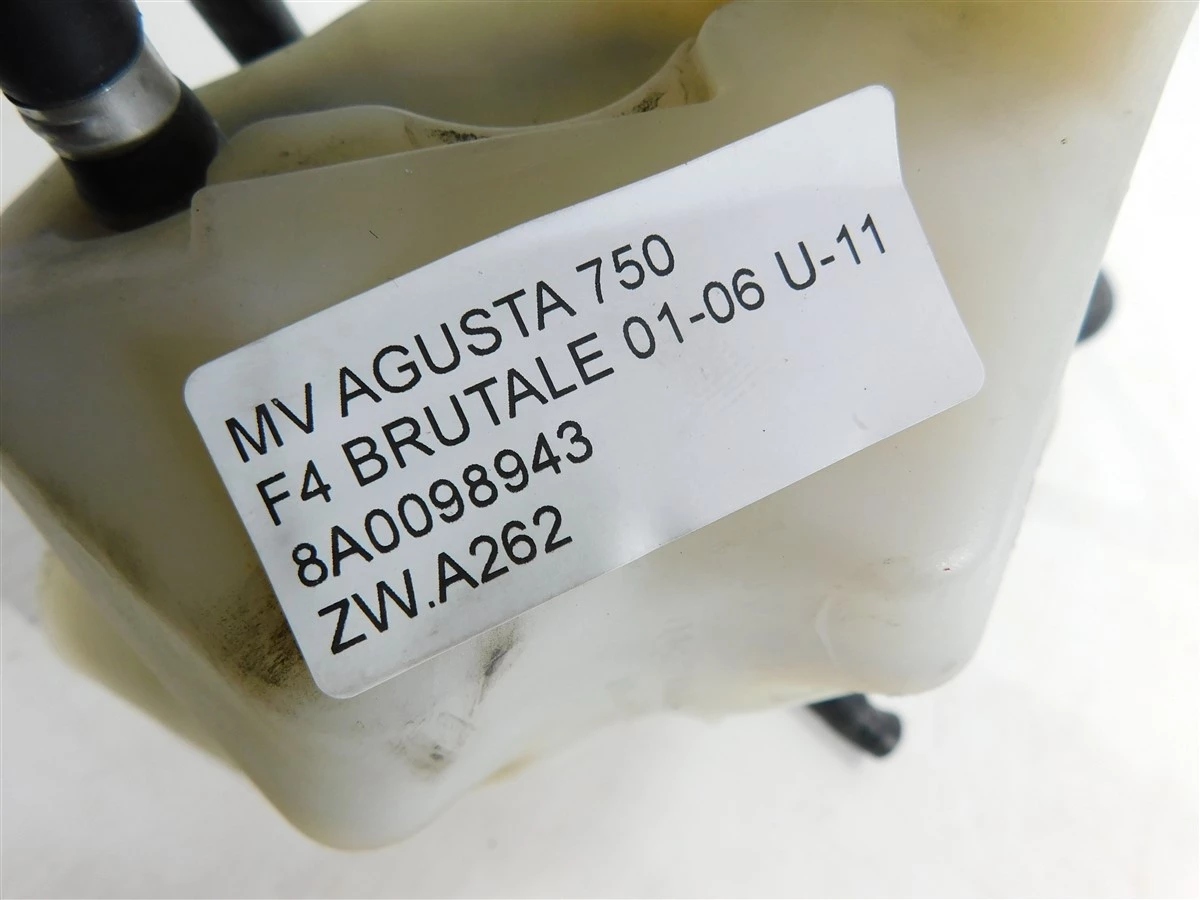 MV AGUSTA 750
F4 BRUTALE 01-06 U-11
8A0098943
ZW.A262